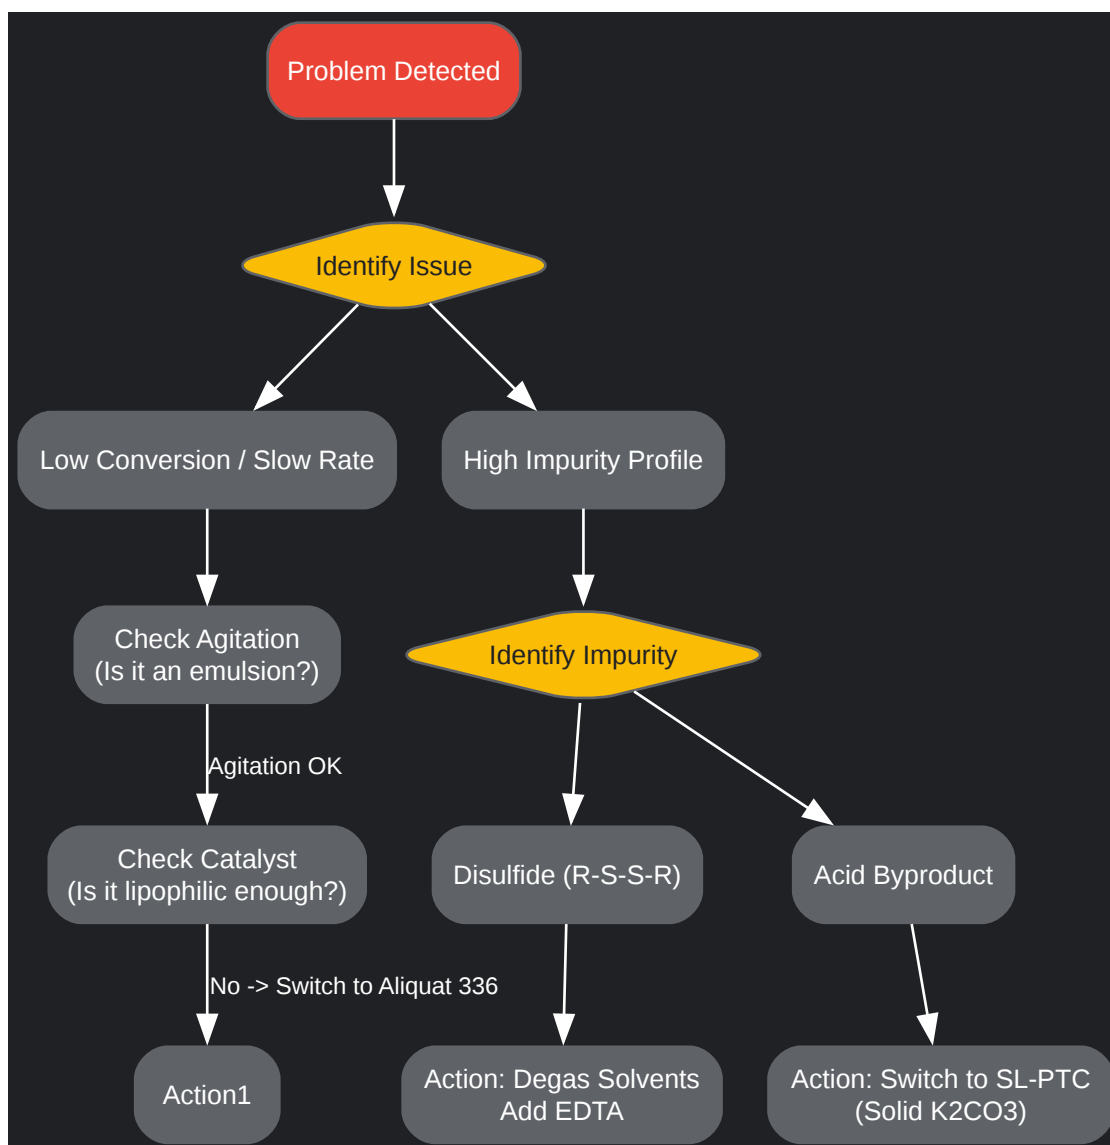 Problem Detected
Identify Issue
Low Conversion / Slow Rate
High Impurity Profile
Check Agitation
(Is it an emulsion?)
Identify Impurity
Agitation OK
Check Catalyst
(Is it lipophilic enough?)
Disulfide (R-S-S-R)
Acid Byproduct
No -> Switch to Aliquat 336
Action1
Action: Degas Solvents
Add EDTA
Action: Switch to SL-PTC
(Solid K2CO3)